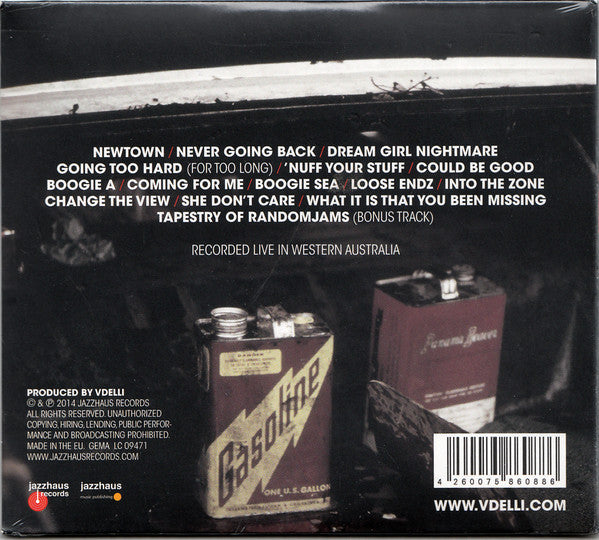 NEWTOWN / NEVER GOING BACK / DREAM GIRL NIGHTMARE
GOING TOO HARD (FOR TOO LONG) / 'NUFF YOUR STUFF / COULD BE GOOD
BOOGIE A / COMING FOR ME / BOOGIE SEA / LOOSE ENDZ / INTO THE ZONE
CHANGE THE VIEW / SHE DON'T CARE / WHAT IT IS THAT YOU BEEN MISSING
TAPESTRY OF RANDOMJAMS (BONUS TRACK)
RECORDED LIVE IN WESTERN AUSTRALIA
Gasoline
ONE U.S. GALLON
PRODUCED BY VDELLI
© & ℗ 2014 JAZZHAUS RECORDS
ALL RIGHTS RESERVED. UNAUTHORIZED
COPYING, HIRING, LENDING, PUBLIC PERFOR-
MANCE AND BROADCASTING PROHIBITED.
MADE IN THE EU. GEMA LC 09471
WWW.JAZZHAUSRECORDS.COM
jazzhaus
records
jazzhaus
music publishing
4 260075 860886
WWW.VDELLI.COM